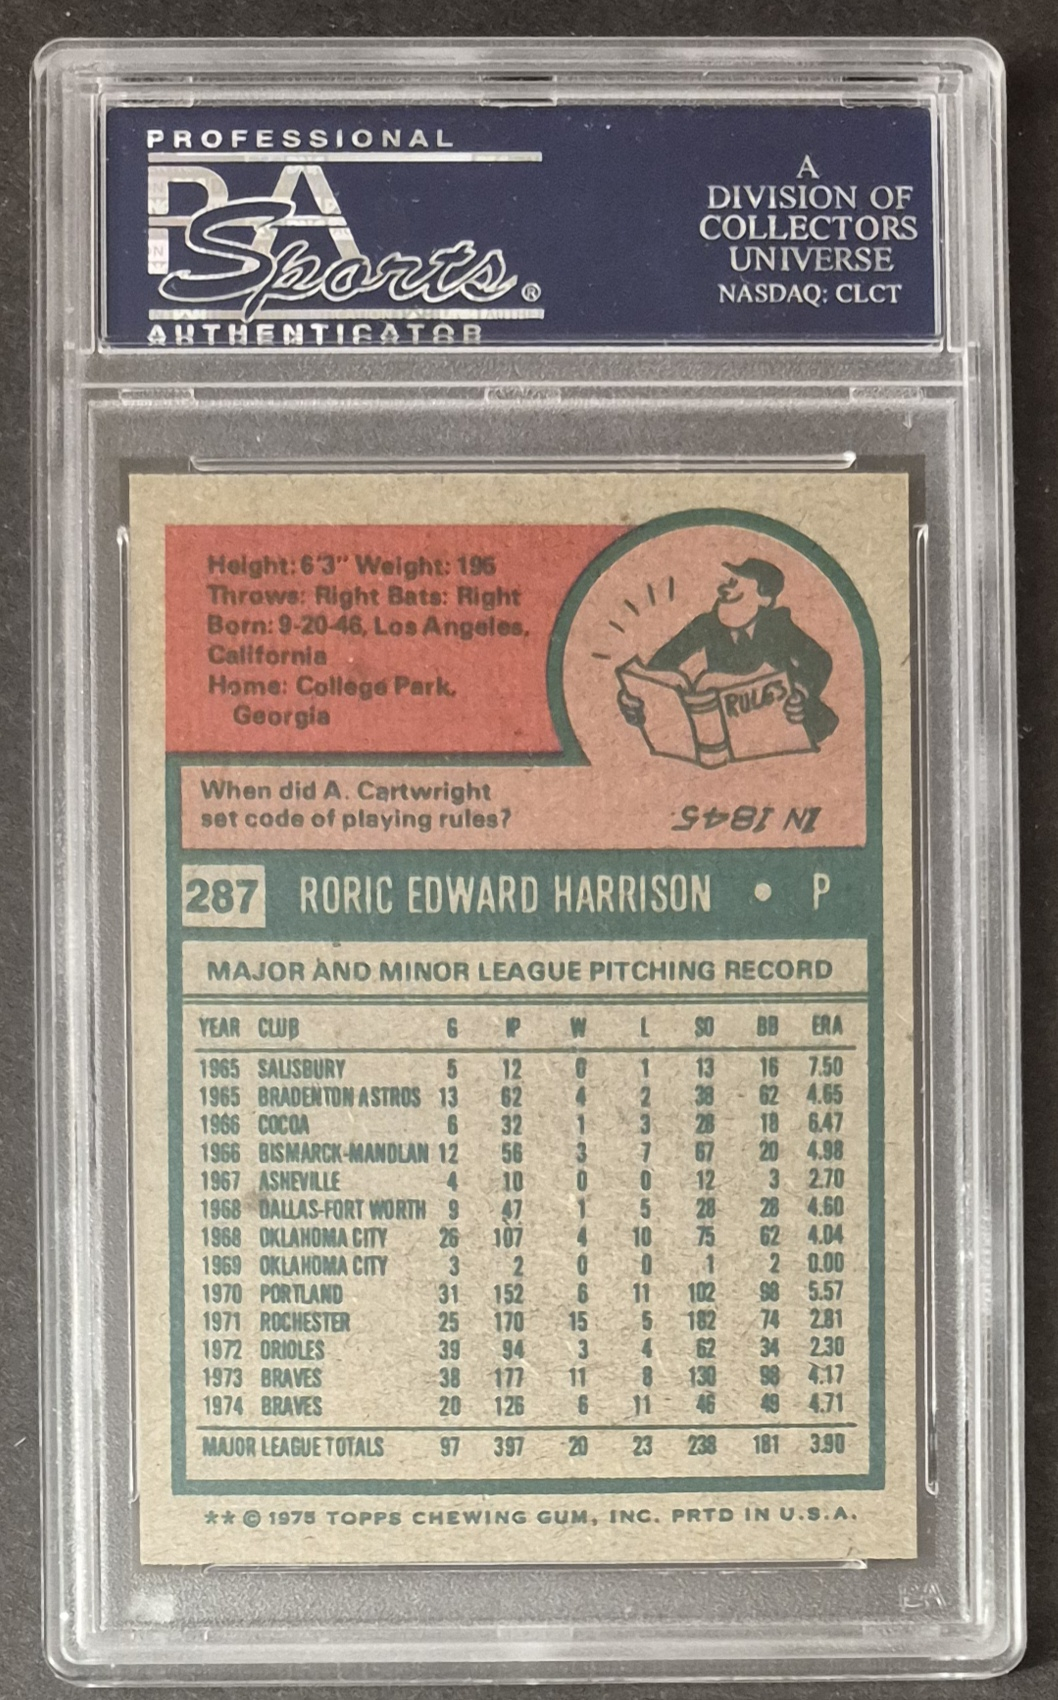 PROFESSIONAL
PSA
Sports®
AUTHENTICATOR
A
DIVISION OF
COLLECTORS
UNIVERSE
NASDAQ: CLCT
Height: 6'3" Weight: 195
Throws: Right Bats: Right
Born: 9-20-46, Los Angeles,
California
Home: College Park,
Georgia
RULES
When did A. Cartwright
set code of playing rules?
IN 1845.
287 RORIC EDWARD HARRISON • P
MAJOR AND MINOR LEAGUE PITCHING RECORD
YEAR CLUB G IP W L SO BB ERA
1965 SALISBURY 5 12 0 1 13 16 7.50
1965 BRADENTON ASTROS 13 62 4 2 38 62 4.65
1966 COCOA 6 32 1 3 28 18 6.47
1966 BISMARCK-MANDLAN 12 56 3 7 67 20 4.98
1967 ASHEVILLE 4 10 0 0 12 3 2.70
1968 DALLAS-FORT WORTH 9 47 1 5 28 28 4.60
1968 OKLAHOMA CITY 26 107 4 10 75 62 4.04
1969 OKLAHOMA CITY 3 2 0 0 1 2 0.00
1970 PORTLAND 31 152 6 11 102 98 5.57
1971 ROCHESTER 25 170 15 5 182 74 2.81
1972 ORIOLES 39 94 3 4 62 34 2.30
1973 BRAVES 38 177 11 8 130 98 4.17
1974 BRAVES 20 126 6 11 46 49 4.71
MAJOR LEAGUE TOTALS 97 397 20 23 238 181 3.90
** © 1975 TOPPS CHEWING GUM, INC. PRTD IN U.S.A.
PSA